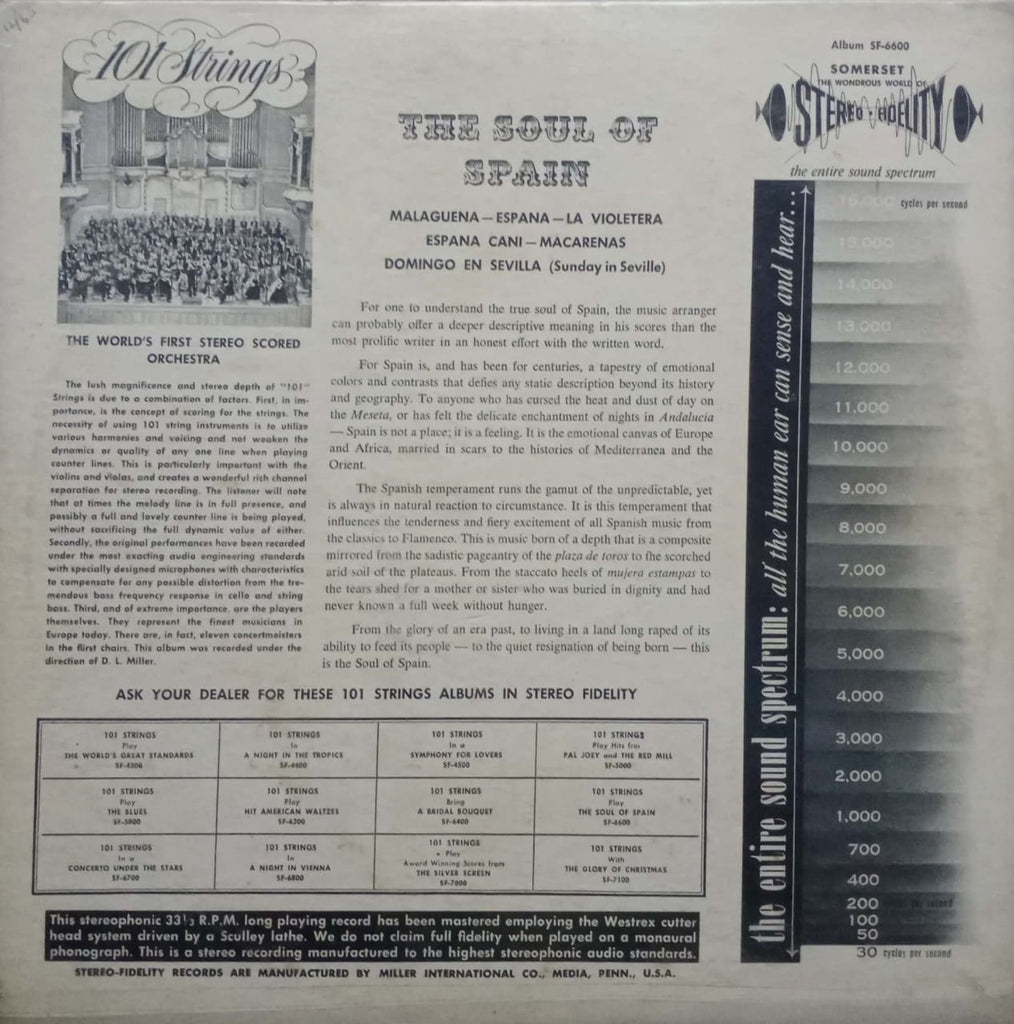 101 Strings
THE WORLD'S FIRST STEREO SCORED
ORCHESTRA
The lush magnificence and stereo depth of "101"
Strings is due to a combination of factors. First, in im-
portance, is the concept of scoring for the strings. The
necessity of using 101 string instruments is to utilize
various harmonies and voicing and not weaken the
dynamics or quality of any one line when playing
counter lines. This is particularly important with the
violins and violas, and creates a wonderful rich channel
separation for stereo recording. The listener will note
that at times the melody line is in full presence, and
possibly a full and lovely counter line is being played,
without sacrificing the full dynamic value of either.
Secondly, the original performances have been recorded
under the most exacting audio engineering standards
with specially designed microphones with characteristics
to compensate for any possible distortion from the tre-
mendous bass frequency response in cello and string
bass. Third, and of extreme importance, are the players
themselves. They represent the finest musicians in
Europe today. There are, in fact, eleven concertmeisters
in the first chairs. This album was recorded under the
direction of D. L. Miller.
THE SOUL OF
SPAIN
MALAGUENA — ESPANA — LA VIOLETERA
ESPANA CANI — MACARENAS
DOMINGO EN SEVILLA (Sunday in Seville)
For one to understand the true soul of Spain, the music arranger
can probably offer a deeper descriptive meaning in his scores than the
most prolific writer in an honest effort with the written word.
For Spain is, and has been for centuries, a tapestry of emotional
colors and contrasts that defies any static description beyond its history
and geography. To anyone who has cursed the heat and dust of day on
the Meseta, or has felt the delicate enchantment of nights in Andalucia
— Spain is not a place; it is a feeling. It is the emotional canvas of Europe
and Africa, married in scars to the histories of Mediterranea and the
Orient.
The Spanish temperament runs the gamut of the unpredictable, yet
is always in natural reaction to circumstance. It is this temperament that
influences the tenderness and fiery excitement of all Spanish music from
the classics to Flamenco. This is music born of a depth that is a composite
mirrored from the sadistic pageantry of the plaza de toros to the scorched
arid soil of the plateaus. From the staccato heels of mujera estampas to
the tears shed for a mother or sister who was buried in dignity and had
never known a full week without hunger.
From the glory of an era past, to living in a land long raped of its
ability to feed its people — to the quiet resignation of being born — this
is the Soul of Spain.
Album SF-6600
SOMERSET
THE WONDROUS WORLD OF
STEREO-FIDELITY
the entire sound spectrum
the entire sound spectrum: all the human ear can sense and hear...
16,000 cycles per second
15,000
14,000
13,000
12,000
11,000
10,000
9,000
8,000
7,000
6,000
5,000
4,000
3,000
2,000
1,000
700
400
200
100
50
30 cycles per second
ASK YOUR DEALER FOR THESE 101 STRINGS ALBUMS IN STEREO FIDELITY
101 STRINGS
Play
THE WORLD'S GREAT STANDARDS
SF-4300
101 STRINGS
In
A NIGHT IN THE TROPICS
SF-4400
101 STRINGS
In a
SYMPHONY FOR LOVERS
SF-4500
101 STRINGS
Play Hits from
PAL JOEY and THE RED MILL
SF-5000
101 STRINGS
Play
THE BLUES
SF-5800
101 STRINGS
Play
HIT AMERICAN WALTZES
SF-6300
101 STRINGS
Bring
A BRIDAL BOUQUET
SF-6400
101 STRINGS
Play
THE SOUL OF SPAIN
SF-6600
101 STRINGS
In a
CONCERTO UNDER THE STARS
SF-6700
101 STRINGS
In
A NIGHT IN VIENNA
SF-6800
101 STRINGS
Play
Award Winning Scores from
THE SILVER SCREEN
SF-7000
101 STRINGS
With
THE GLORY OF CHRISTMAS
SF-7100
This stereophonic 33⅓ R.P.M. long playing record has been mastered employing the Westrex cutter
head system driven by a Sculley lathe. We do not claim full fidelity when played on a monaural
phonograph. This is a stereo recording manufactured to the highest stereophonic audio standards.
STEREO-FIDELITY RECORDS ARE MANUFACTURED BY MILLER INTERNATIONAL CO., MEDIA, PENN., U.S.A.